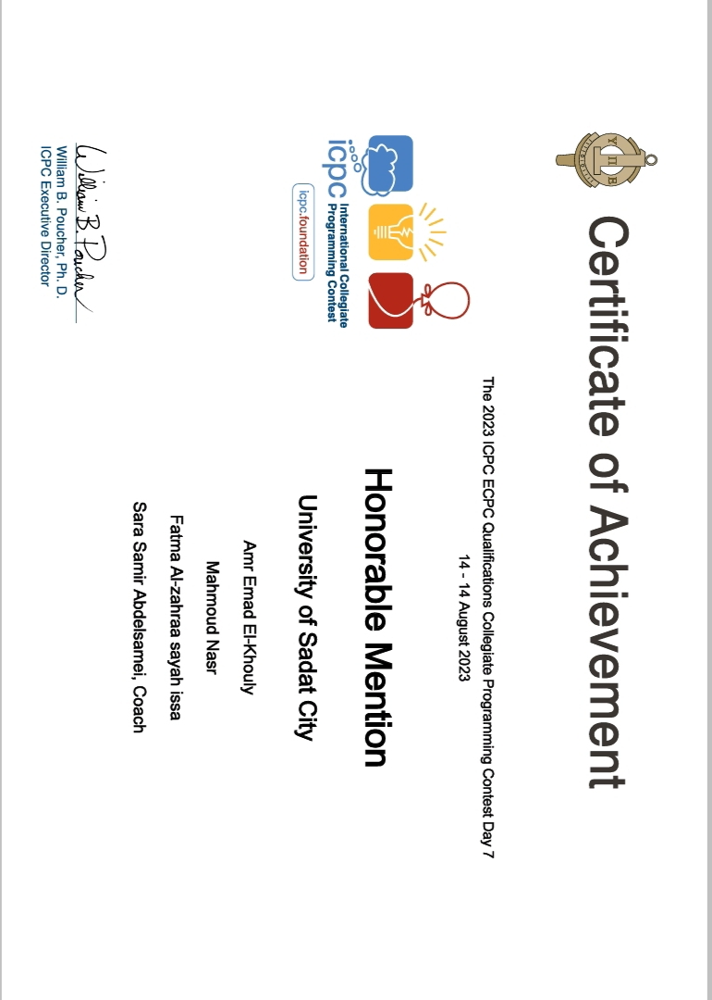 Certificate of Achievement
The 2023 ICPC ECPC Qualifications Collegiate Programming Contest Day 7
14 - 14 August 2023
icpc
International Collegiate
Programming Contest
icpc.foundation
Honorable Mention
University of Sadat City
Amr Emad El-Khouly
Mahmoud Nasr
Fatma Al-zahraa sayah issa
Sara Samir Abdelsamei, Coach
William B. Poucher
William B. Poucher, Ph. D.
ICPC Executive Director
Υ Π Ε